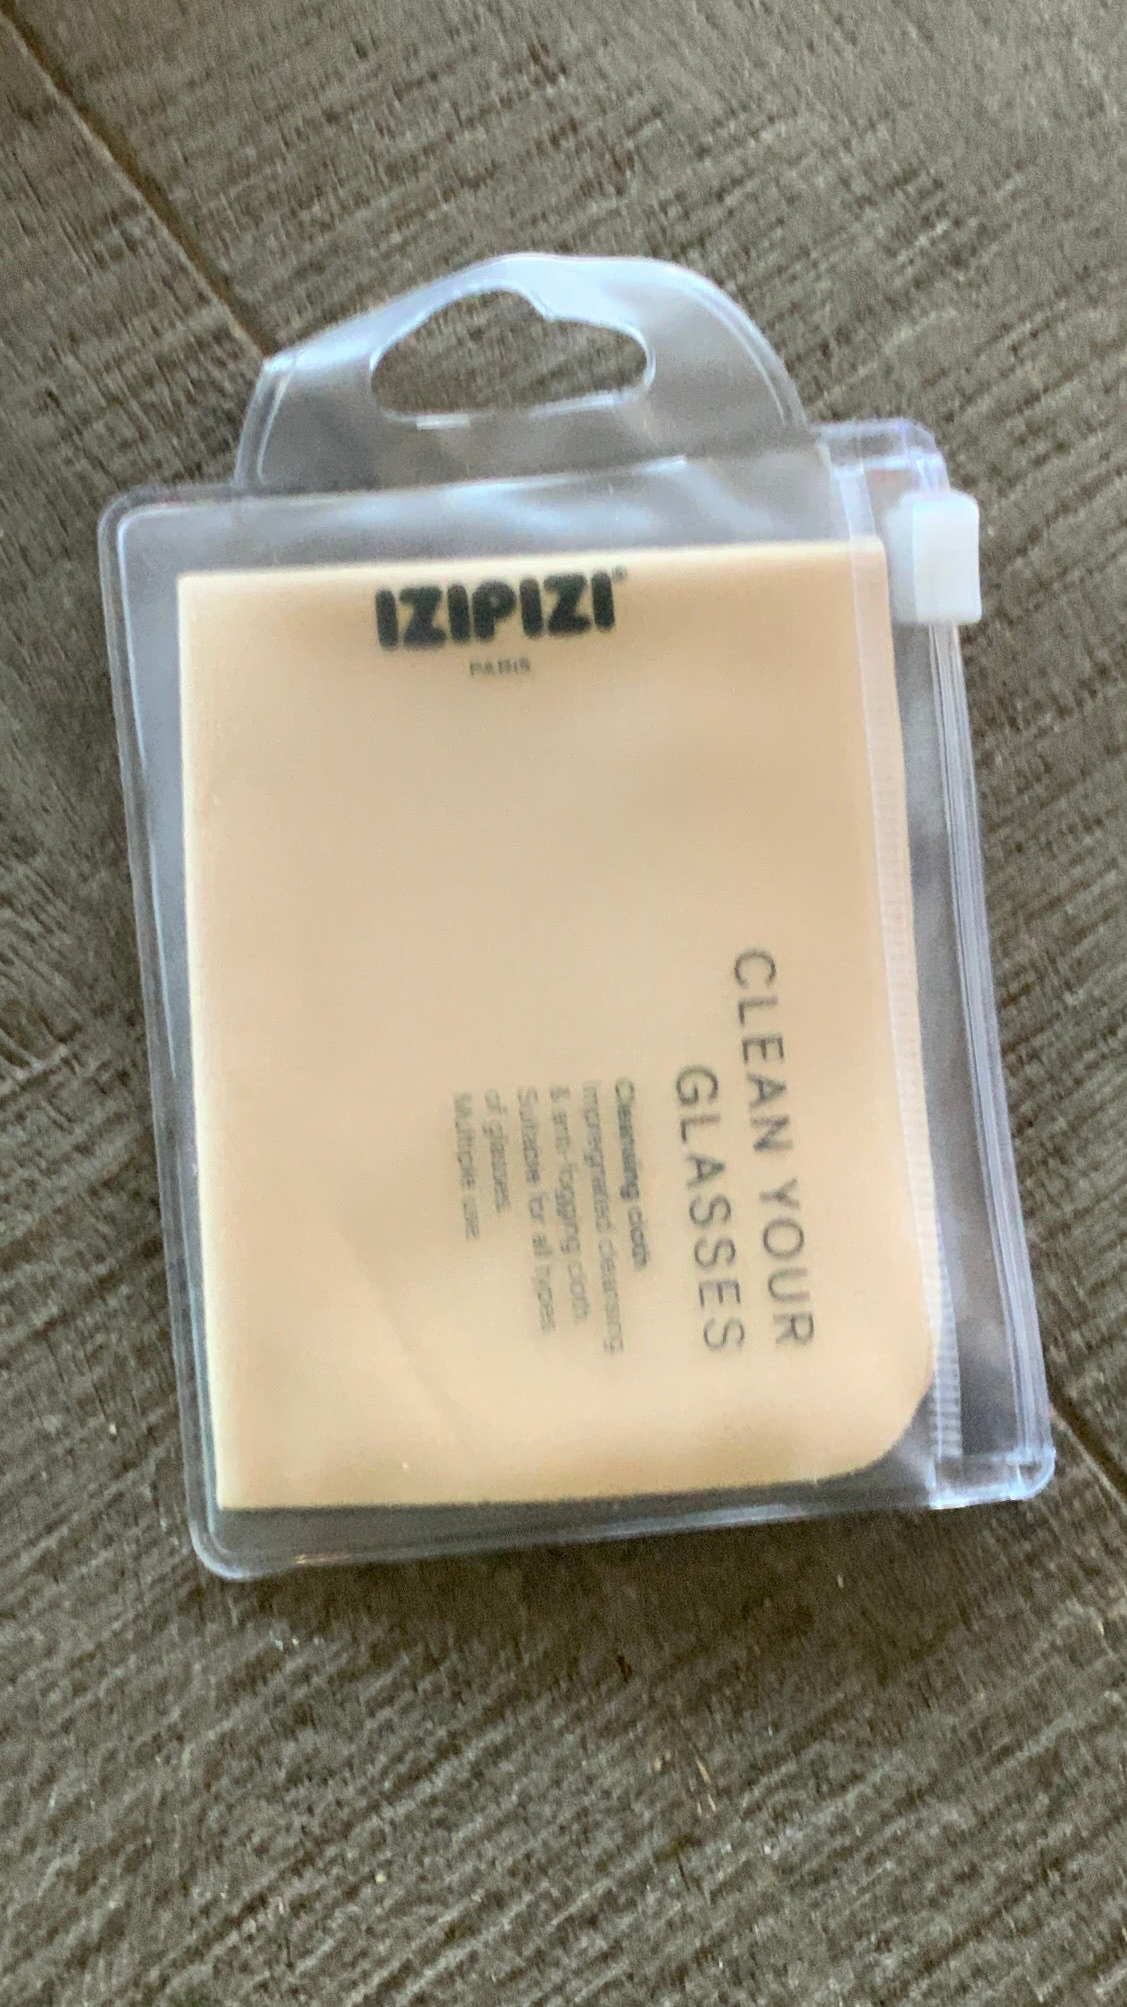 IZIPIZI®
PARIS
CLEAN YOUR
GLASSES
Cleansing cloth
Impregnated cleansing
& anti-fogging cloth.
Suitable for all types
of glasses.
Multiple use.